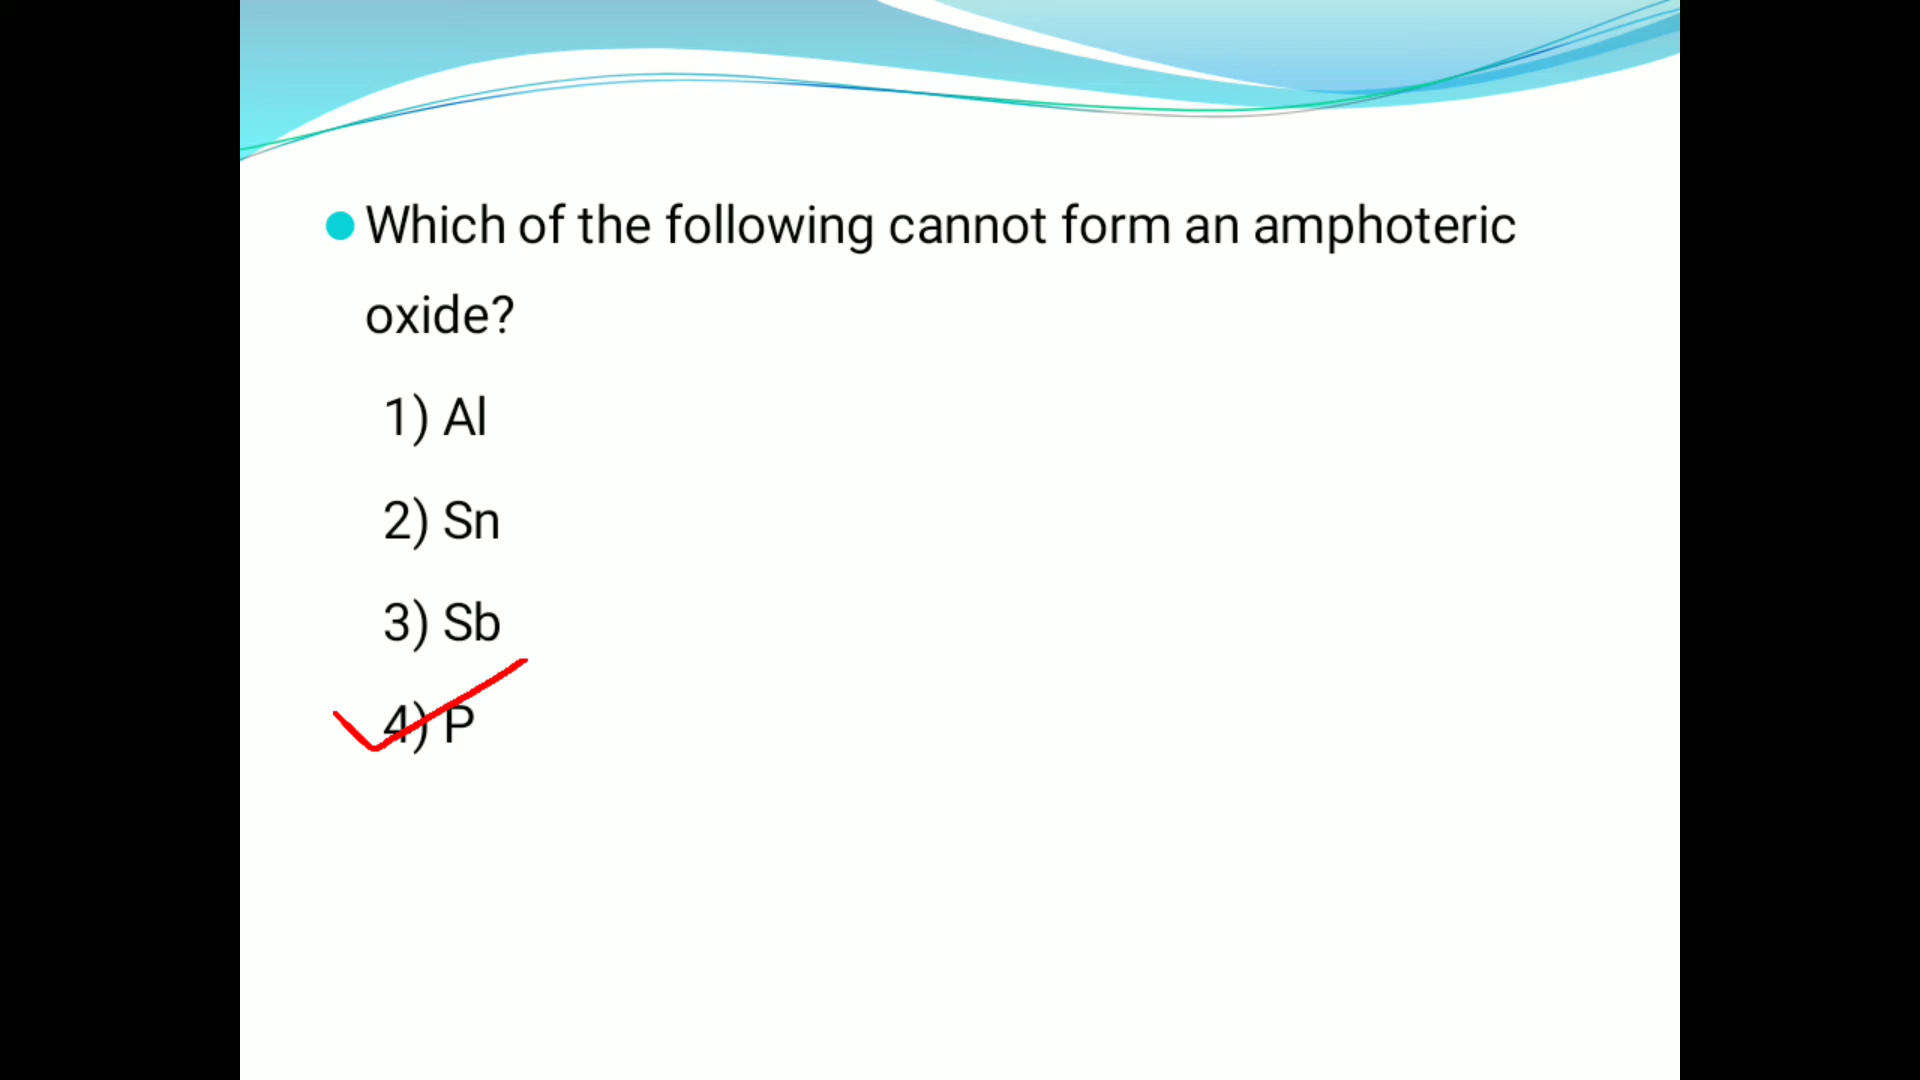 Which of the following cannot form an amphoteric
oxide?
1) Al
2) Sn
3) Sb
4) P